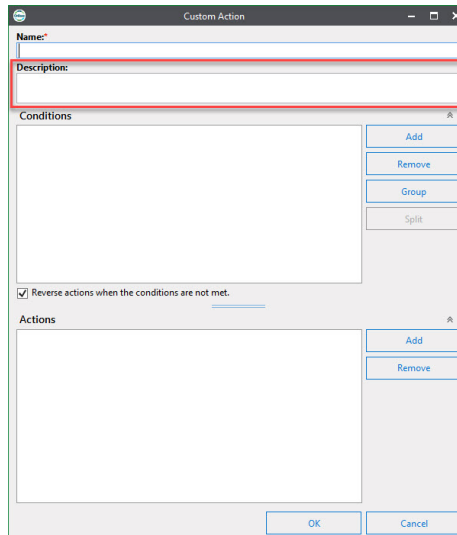 Custom Action
Name:*
Description:
Conditions
Add
Remove
Group
Split
Reverse actions when the conditions are not met.
Actions
Add
Remove
OK
Cancel